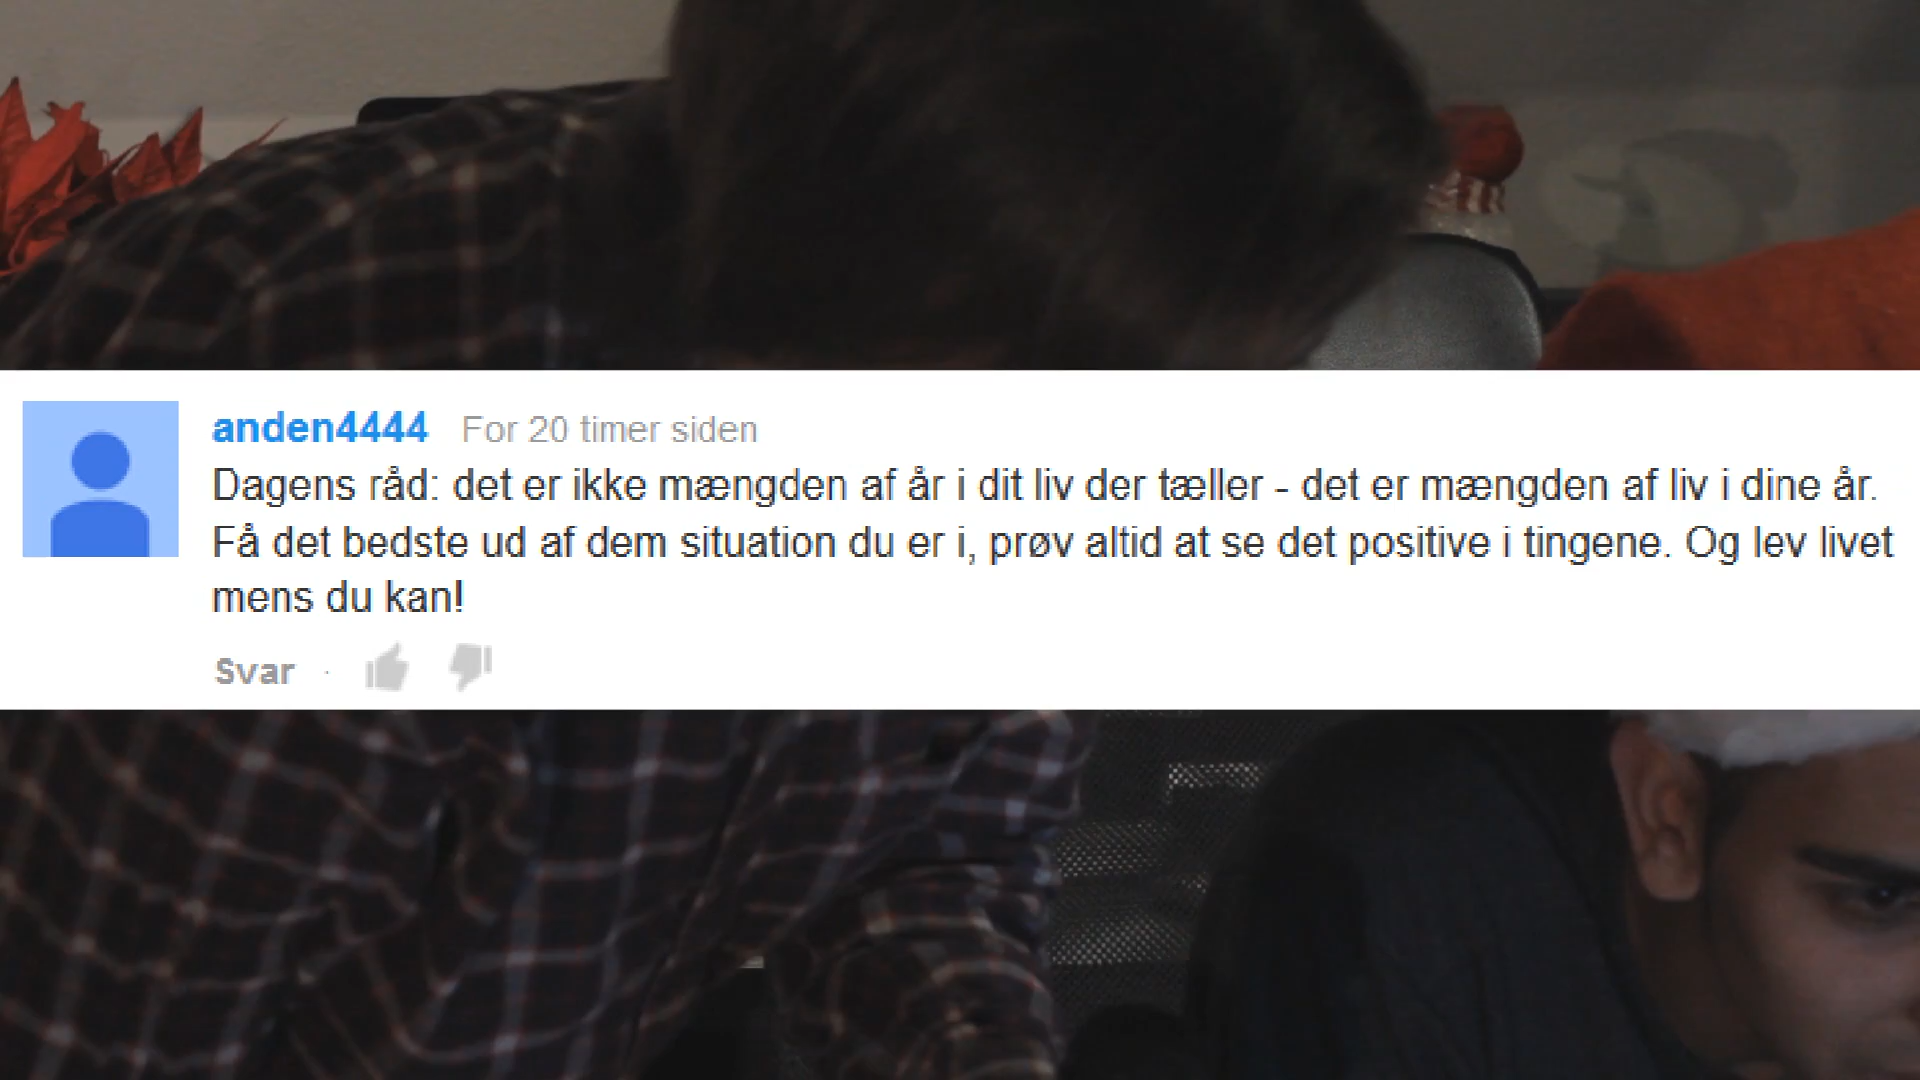 anden4444 For 20 timer siden
Dagens råd: det er ikke mængden af år i dit liv der tæller - det er mængden af liv i dine år.
Få det bedste ud af dem situation du er i, prøv altid at se det positive i tingene. Og lev livet
mens du kan!
Svar ·